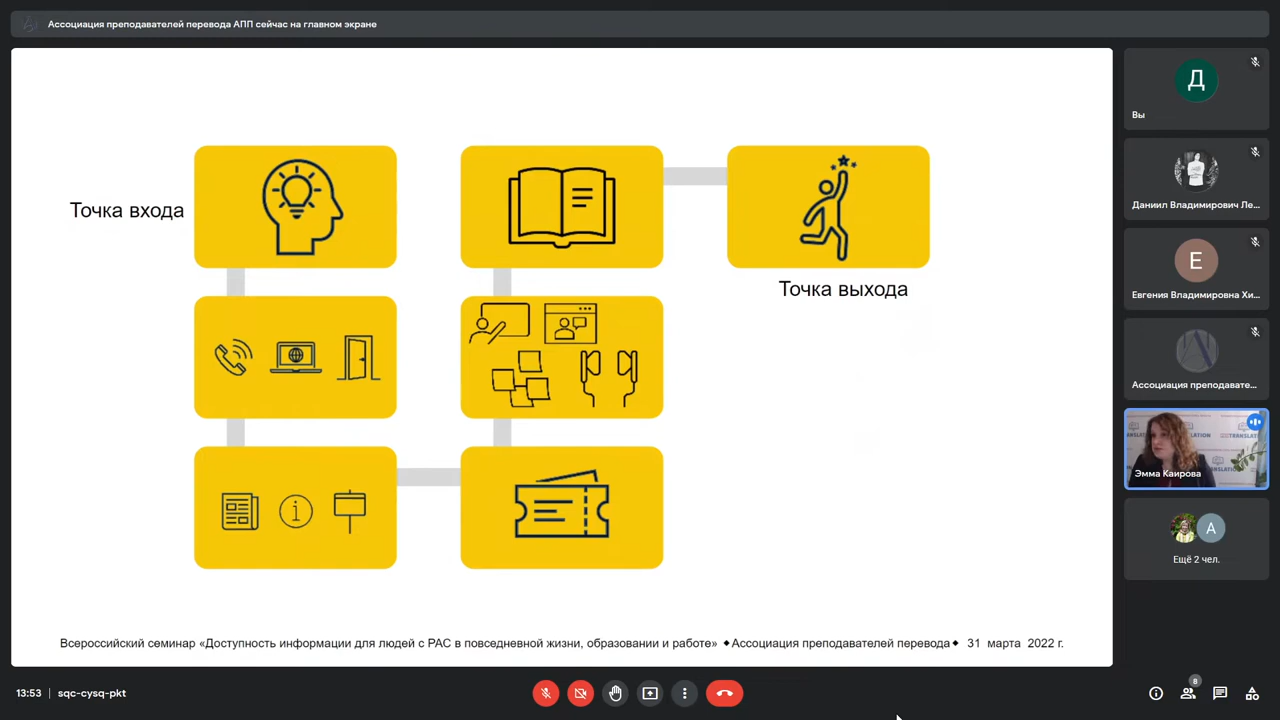 Ассоциация преподавателей перевода АПП сейчас на главном экране
Точка входа
Точка выхода
Всероссийский семинар «Доступность информации для людей с РАС в повседневной жизни, образовании и работе» ◆Ассоциация преподавателей перевода◆ 31 марта 2022 г.
Д
Вы
Даниил Владимирович Ле...
Е
Евгения Владимировна Хи...
Ассоциация преподавате...
Эмма Каирова
А
Ещё 2 чел.
13:53 | sqc-cysq-pkt
8